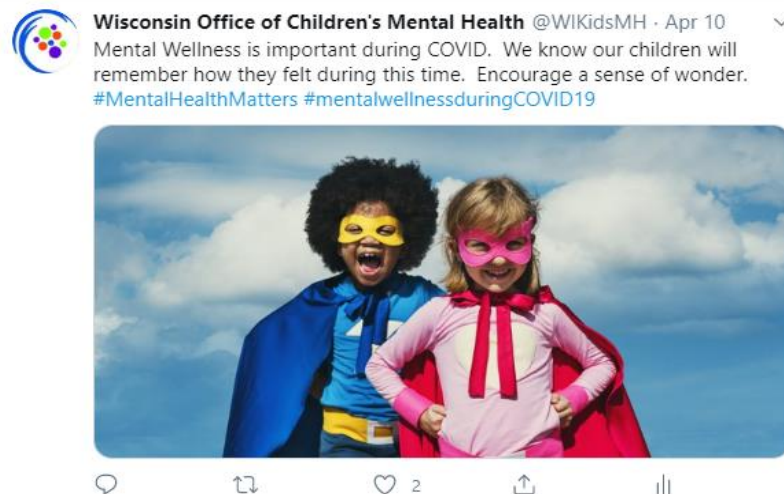 Wisconsin Office of Children's Mental Health @WIKidsMH · Apr 10
Mental Wellness is important during COVID.  We know our children will
remember how they felt during this time.  Encourage a sense of wonder.
#MentalHealthMatters #mentalwellnessduringCOVID19
2